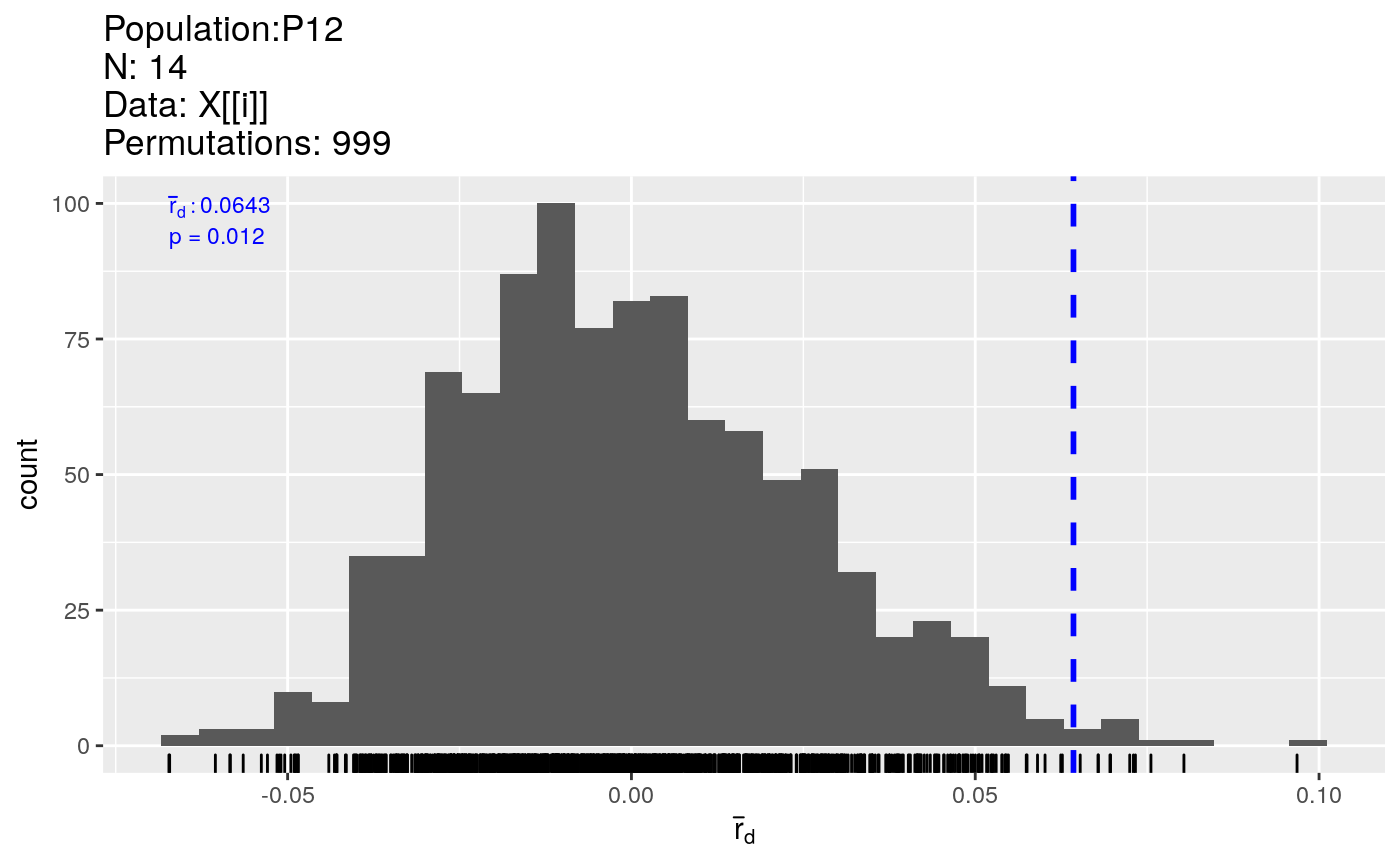 Population:P12
N: 14
Data: X[[i]]
Permutations: 999
r̄d : 0.0643
p = 0.012
100
75
50
25
0
count
-0.05 0.00 0.05 0.10
r̄d